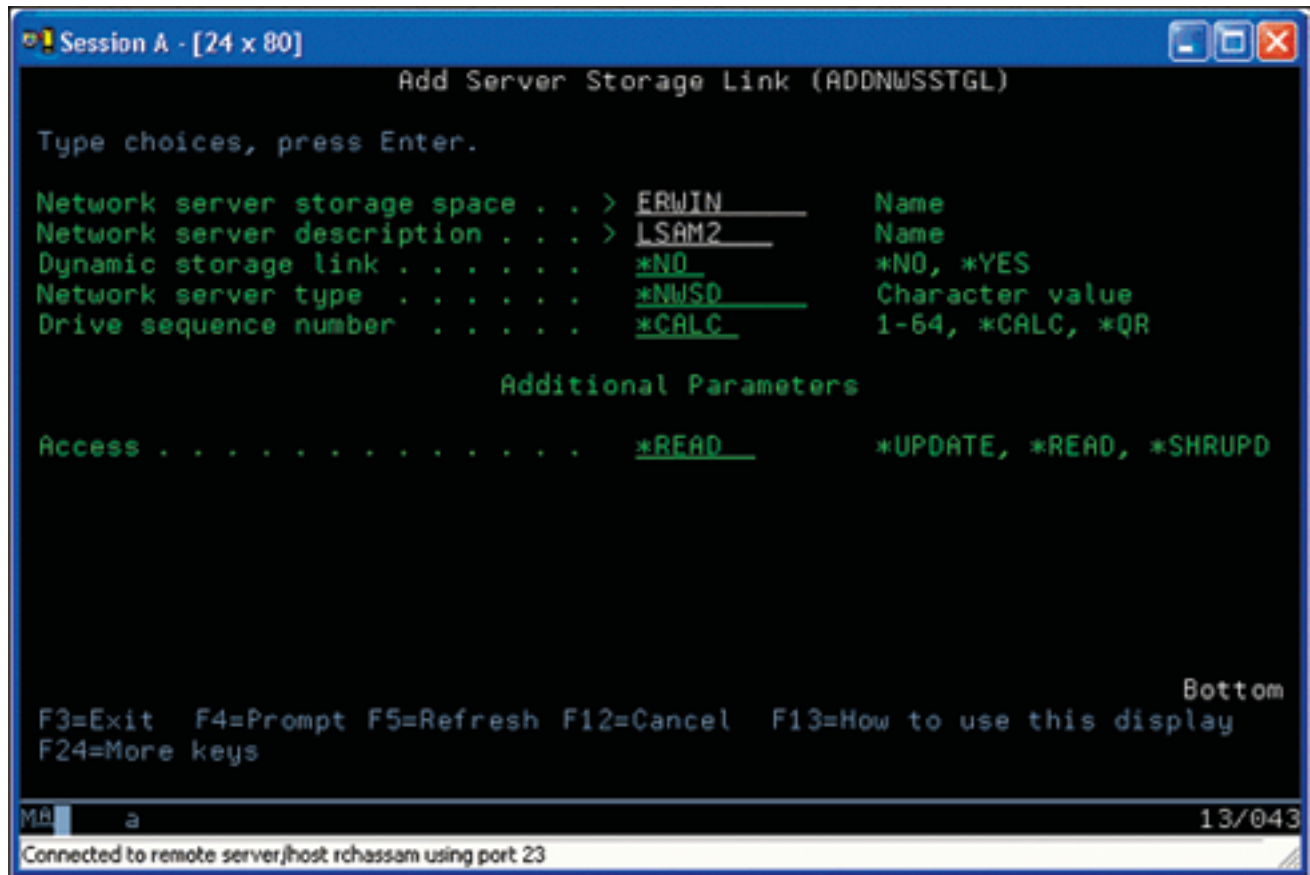 Session A - [24 x 80]
Add Server Storage Link (ADDNWSSTGL)
Type choices, press Enter.
Network server storage space . . > ERWIN Name
Network server description . . . > LSAM2 Name
Dynamic storage link . . . . . . *NO *NO, *YES
Network server type . . . . . . *NWSD Character value
Drive sequence number . . . . . *CALC 1-64, *CALC, *QR
Additional Parameters
Access . . . . . . . . . . . . . *READ *UPDATE, *READ, *SHRUPD
Bottom
F3=Exit F4=Prompt F5=Refresh F12=Cancel F13=How to use this display
F24=More keys
MA a 13/043
Connected to remote server/host rchassam using port 23